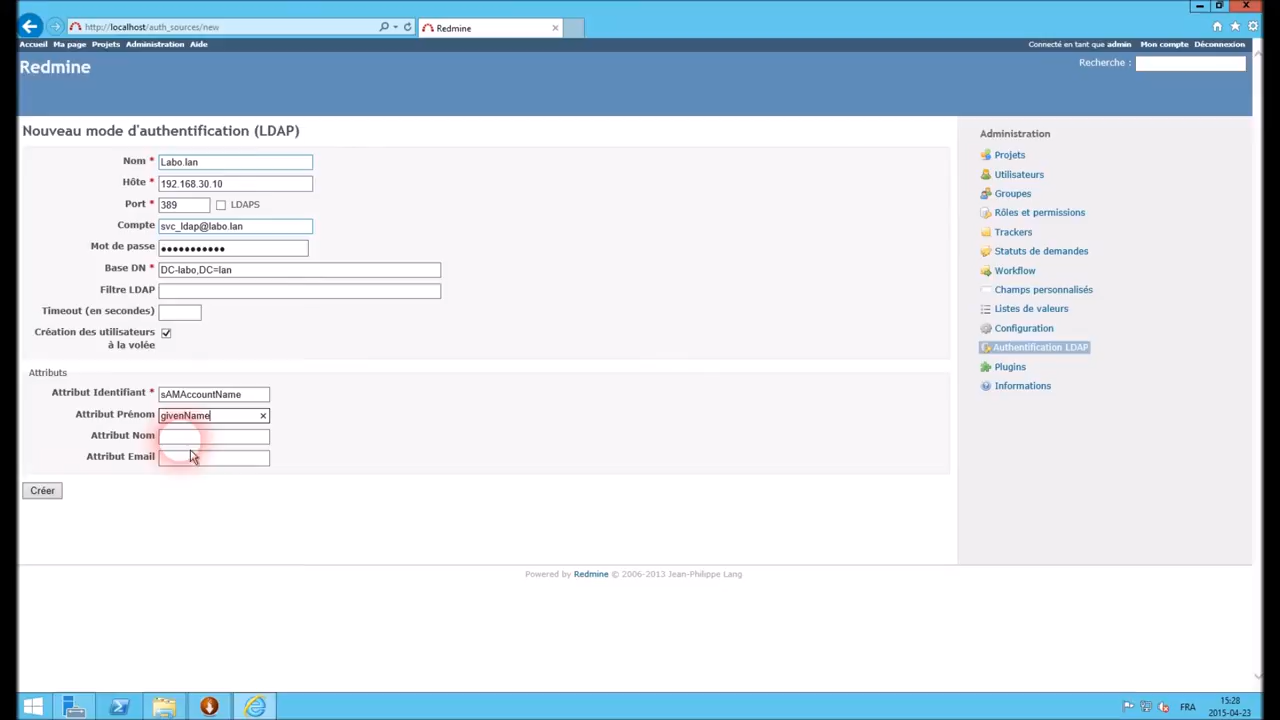 http://localhost/auth_sources/new
Redmine
Accueil Ma page Projets Administration Aide
Connecté en tant que admin Mon compte Déconnexion
Redmine
Recherche :
Nouveau mode d'authentification (LDAP)
Nom * Labo.lan
Hôte * 192.168.30.10
Port * 389 LDAPS
Compte svc_ldap@labo.lan
Mot de passe •••••••••••
Base DN * DC-labo,DC=lan
Filtre LDAP
Timeout (en secondes)
Création des utilisateurs
à la volée
Attributs
Attribut Identifiant * sAMAccountName
Attribut Prénom givenName
Attribut Nom
Attribut Email
Créer
Administration
Projets
Utilisateurs
Groupes
Rôles et permissions
Trackers
Statuts de demandes
Workflow
Champs personnalisés
Listes de valeurs
Configuration
Authentification LDAP
Plugins
Informations
Powered by Redmine © 2006-2013 Jean-Philippe Lang
FRA
15:28
2015-04-23